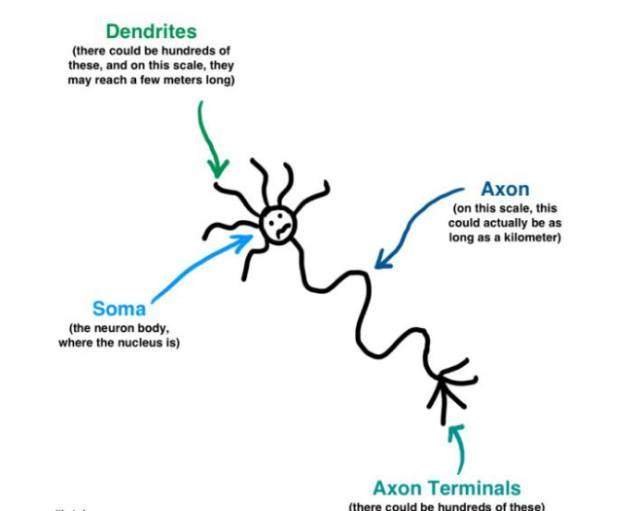 Dendrites
(there could be hundreds of
these, and on this scale, they
may reach a few meters long)
Axon
(on this scale, this
could actually be as
long as a kilometer)
Soma
(the neuron body,
where the nucleus is)
Axon Terminals
(there could be hundreds of these)